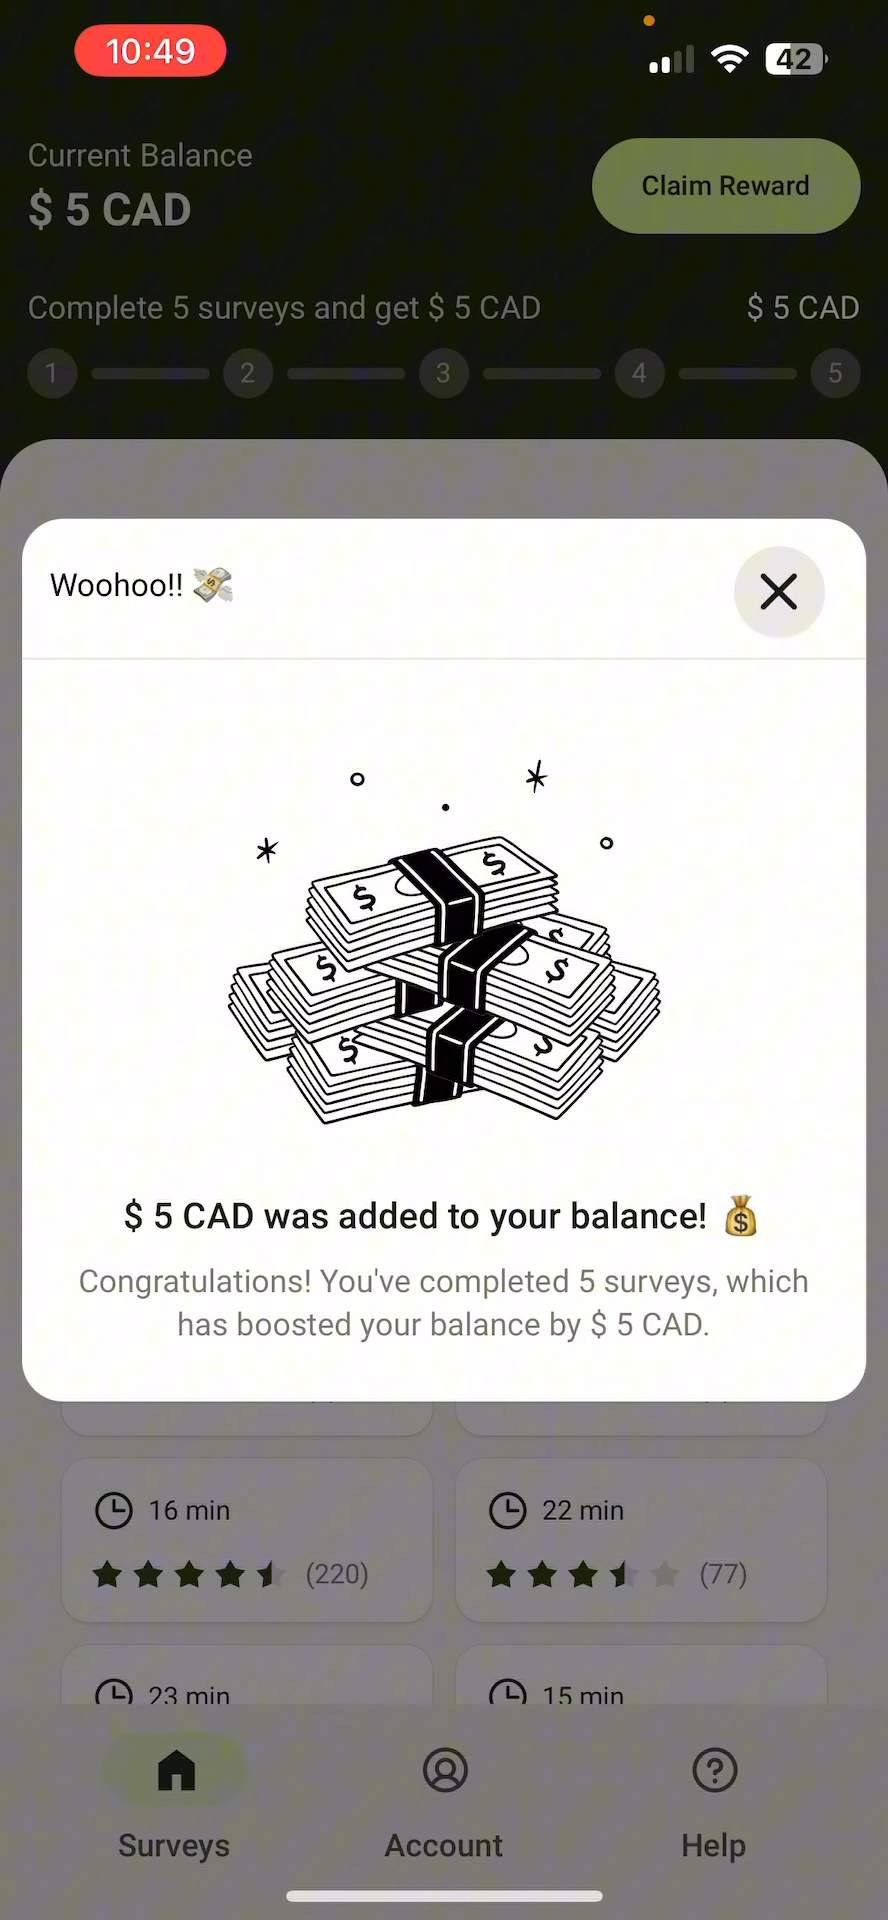 10:49
42
Current Balance
$ 5 CAD
Claim Reward
Complete 5 surveys and get $ 5 CAD
$ 5 CAD
1 2 3 4 5
Woohoo!! 💸
$ $ $ $ $ $ $
$ 5 CAD was added to your balance! 💰
Congratulations! You've completed 5 surveys, which
has boosted your balance by $ 5 CAD.
16 min
22 min
(220)
(77)
23 min
15 min
Surveys
Account
Help